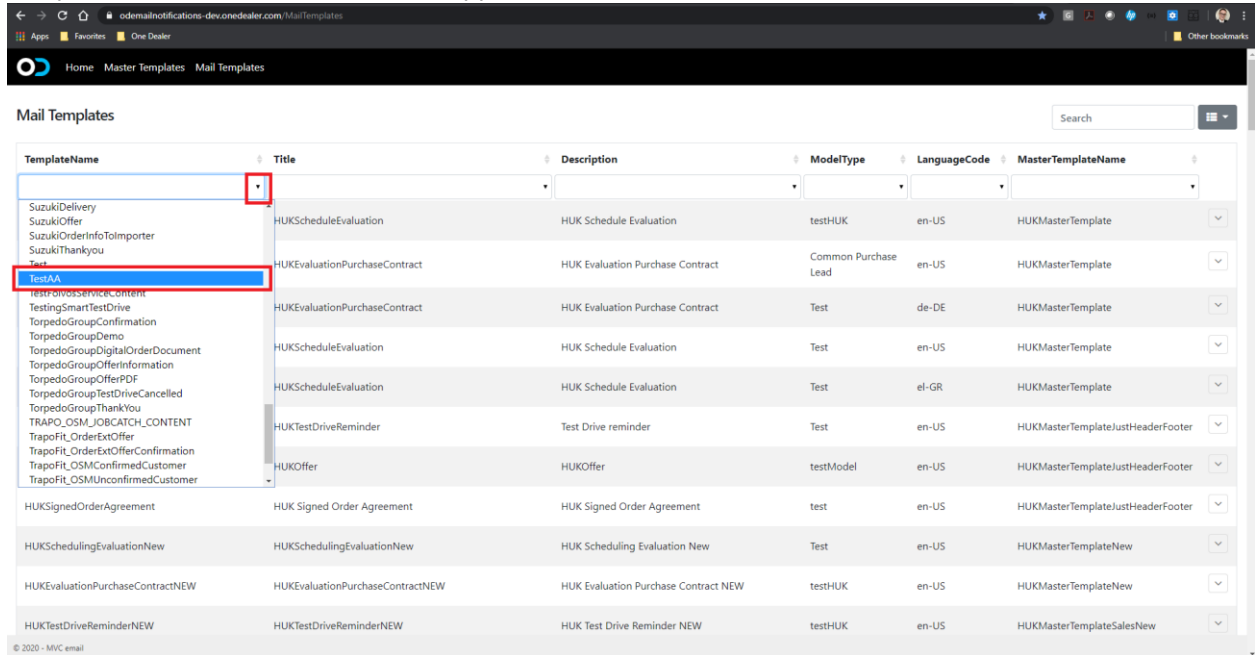 odemailnotifications-dev.onedealer.com/MailTemplates
Apps Favorites One Dealer Other bookmarks
Home Master Templates Mail Templates
Mail Templates
Search
TemplateName Title Description ModelType LanguageCode MasterTemplateName
SuzukiDelivery
SuzukiOffer
SuzukiOrderInfoToImporter
SuzukiThankyou
Test
TestAA
TestFoivosServiceContent
TestingSmartTestDrive
TorpedoGroupConfirmation
TorpedoGroupDemo
TorpedoGroupDigitalOrderDocument
TorpedoGroupOfferInformation
TorpedoGroupOfferPDF
TorpedoGroupTestDriveCancelled
TorpedoGroupThankYou
TRAPO_OSM_JOBCATCH_CONTENT
TrapoFit_OrderExtOffer
TrapoFit_OrderExtOfferConfirmation
TrapoFit_OSMConfirmedCustomer
TrapoFit_OSMUnconfirmedCustomer
HUKScheduleEvaluation HUK Schedule Evaluation testHUK en-US HUKMasterTemplate
HUKEvaluationPurchaseContract HUK Evaluation Purchase Contract Common Purchase Lead en-US HUKMasterTemplate
HUKEvaluationPurchaseContract HUK Evaluation Purchase Contract Test de-DE HUKMasterTemplate
HUKScheduleEvaluation HUK Schedule Evaluation Test en-US HUKMasterTemplate
HUKScheduleEvaluation HUK Schedule Evaluation Test el-GR HUKMasterTemplate
HUKTestDriveReminder Test Drive reminder Test en-US HUKMasterTemplateJustHeaderFooter
HUKOffer HUKOffer testModel en-US HUKMasterTemplateJustHeaderFooter
HUKSignedOrderAgreement HUK Signed Order Agreement HUK Signed Order Agreement test en-US HUKMasterTemplateJustHeaderFooter
HUKSchedulingEvaluationNew HUKSchedulingEvaluationNew HUK Scheduling Evaluation New Test en-US HUKMasterTemplateNew
HUKEvaluationPurchaseContractNEW HUKEvaluationPurchaseContractNEW HUK Evaluation Purchase Contract NEW testHUK en-US HUKMasterTemplateNew
HUKTestDriveReminderNEW HUKTestDriveReminderNEW HUK Test Drive Reminder NEW testHUK en-US HUKMasterTemplateSalesNew
© 2020 - MVC email